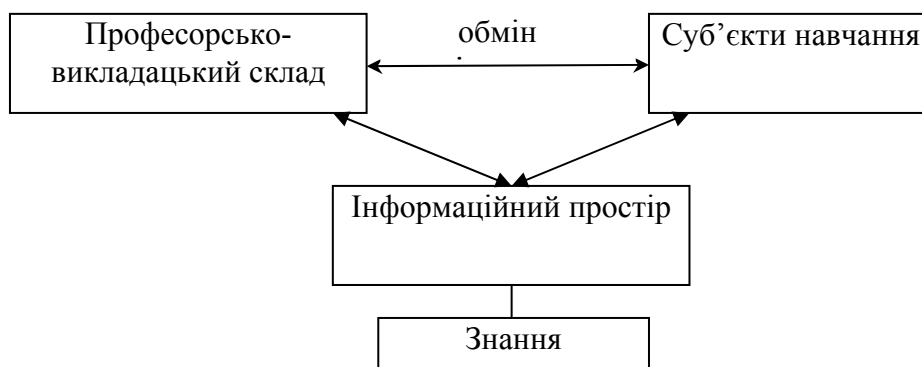 Професорсько-
викладацький склад
обмін
Суб’єкти навчання
Інформаційний простір
Знання